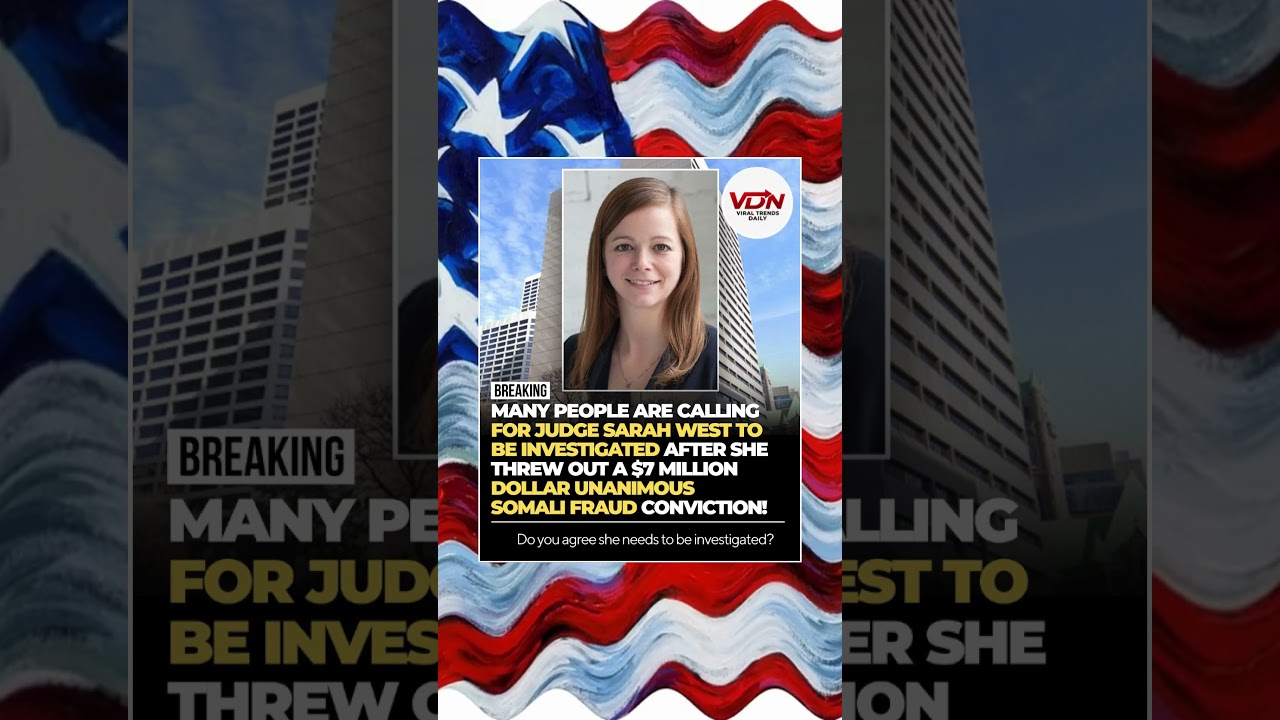 VDN
VIRAL TRENDS
DAILY
BREAKING
MANY PEOPLE ARE CALLING
FOR JUDGE SARAH WEST TO
BE INVESTIGATED AFTER SHE
THREW OUT A $7 MILLION
DOLLAR UNANIMOUS
SOMALI FRAUD CONVICTION!
Do you agree she needs to be investigated?
BREAKING
MANY PE
LLING
FOR JUDG
EST TO
BE INVES
ER SHE
THREW O
ION